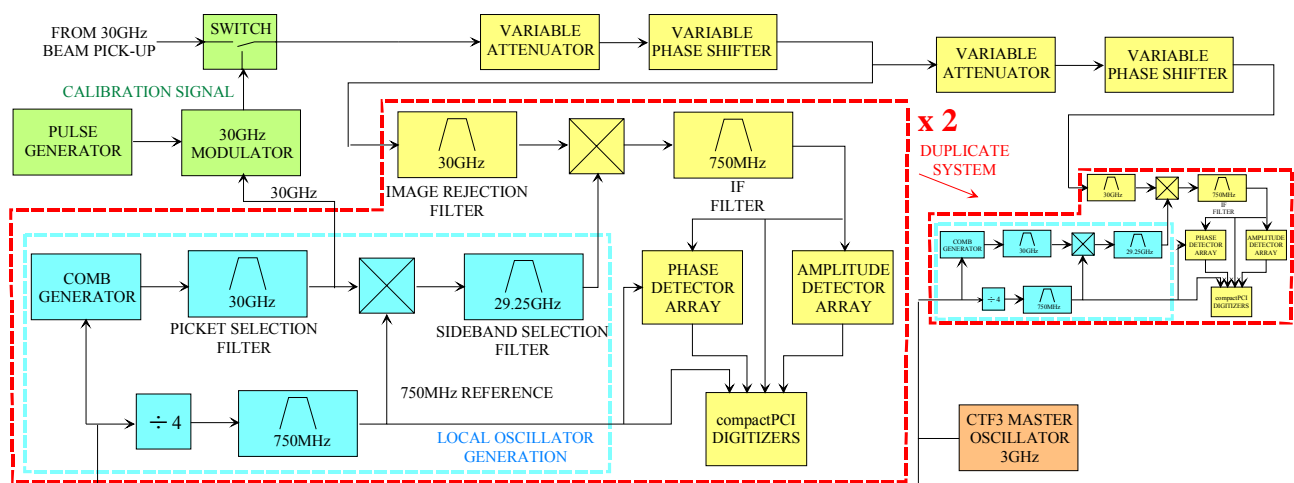 FROM 30GHz
BEAM PICK-UP
SWITCH
VARIABLE
ATTENUATOR
VARIABLE
PHASE SHIFTER
VARIABLE
ATTENUATOR
VARIABLE
PHASE SHIFTER
CALIBRATION SIGNAL
PULSE
GENERATOR
30GHz
MODULATOR
30GHz
30GHz
IMAGE REJECTION
FILTER
750MHz
IF
FILTER
x 2
DUPLICATE
SYSTEM
COMB
GENERATOR
30GHz
PICKET SELECTION
FILTER
29.25GHz
SIDEBAND SELECTION
FILTER
PHASE
DETECTOR
ARRAY
AMPLITUDE
DETECTOR
ARRAY
750MHz REFERENCE
÷ 4
750MHz
LOCAL OSCILLATOR
GENERATION
compactPCI
DIGITIZERS
30GHz
750MHz
IF
FILTER
COMB
GENERATOR
30GHz
29.25GHz
PHASE
DETECTOR
ARRAY
AMPLITUDE
DETECTOR
ARRAY
÷4
750MHz
compactPCI
DIGITIZERS
CTF3 MASTER
OSCILLATOR
3GHz